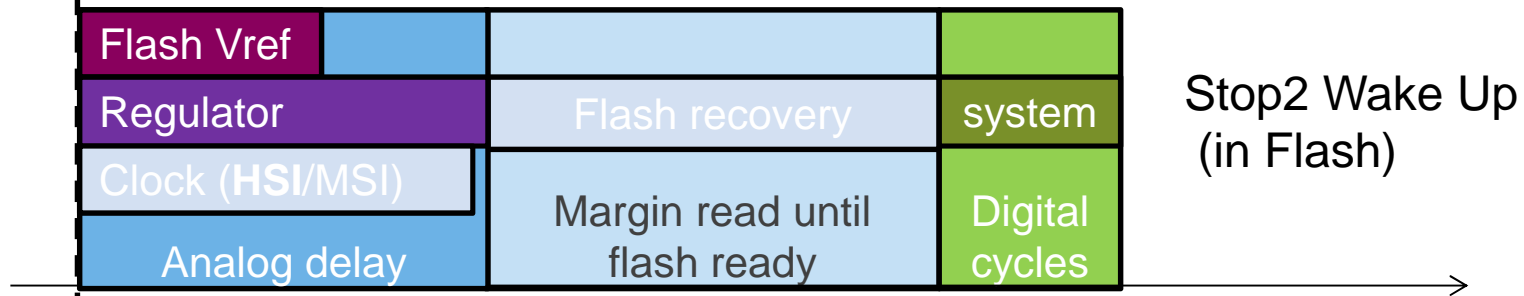 Flash Vref
Regulator
Flash recovery
system
Clock (HSI/MSI)
Analog delay
Margin read until
flash ready
Digital
cycles
Stop2 Wake Up
(in Flash)